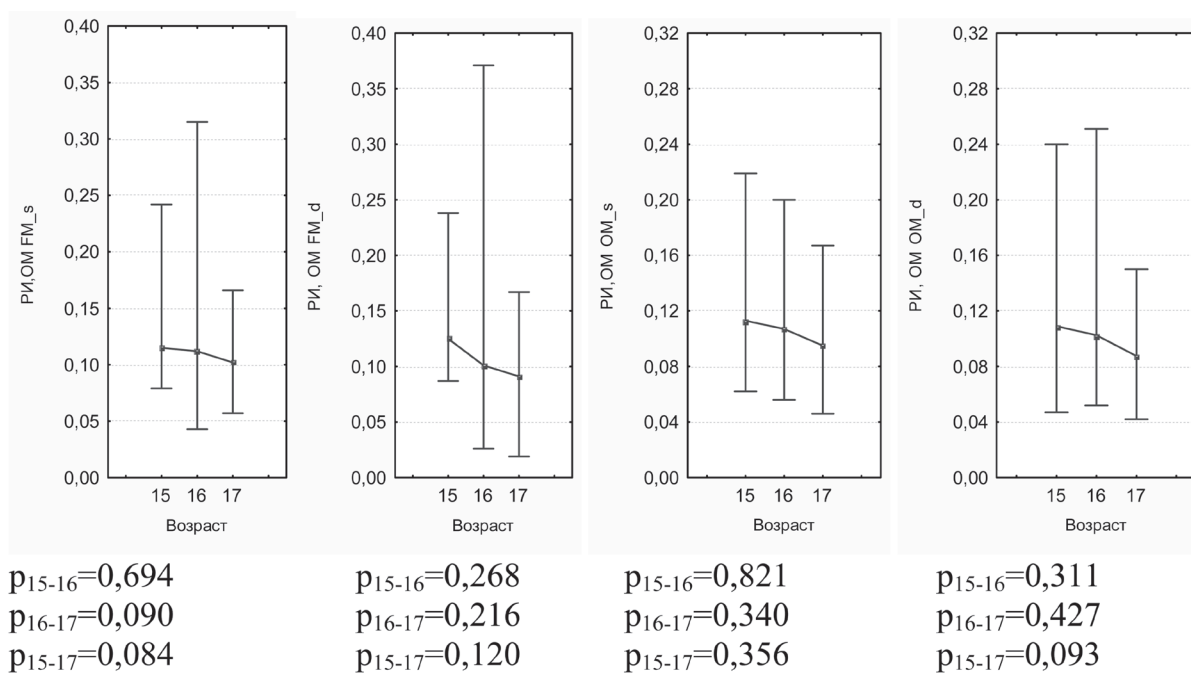 0,40
0,35
0,30
0,25
0,20
0,15
0,10
0,05
0,00
РИ,ОМ FM_s
15 16 17
Возраст
0,40
0,35
0,30
0,25
0,20
0,15
0,10
0,05
0,00
РИ, ОМ FM_d
15 16 17
Возраст
0,32
0,28
0,24
0,20
0,16
0,12
0,08
0,04
0,00
РИ,ОМ OM_s
15 16 17
Возраст
0,32
0,28
0,24
0,20
0,16
0,12
0,08
0,04
0,00
РИ, ОМ OM_d
15 16 17
Возраст
p15-16=0,694
p16-17=0,090
p15-17=0,084
p15-16=0,268
p16-17=0,216
p15-17=0,120
p15-16=0,821
p16-17=0,340
p15-17=0,356
p15-16=0,311
p16-17=0,427
p15-17=0,093